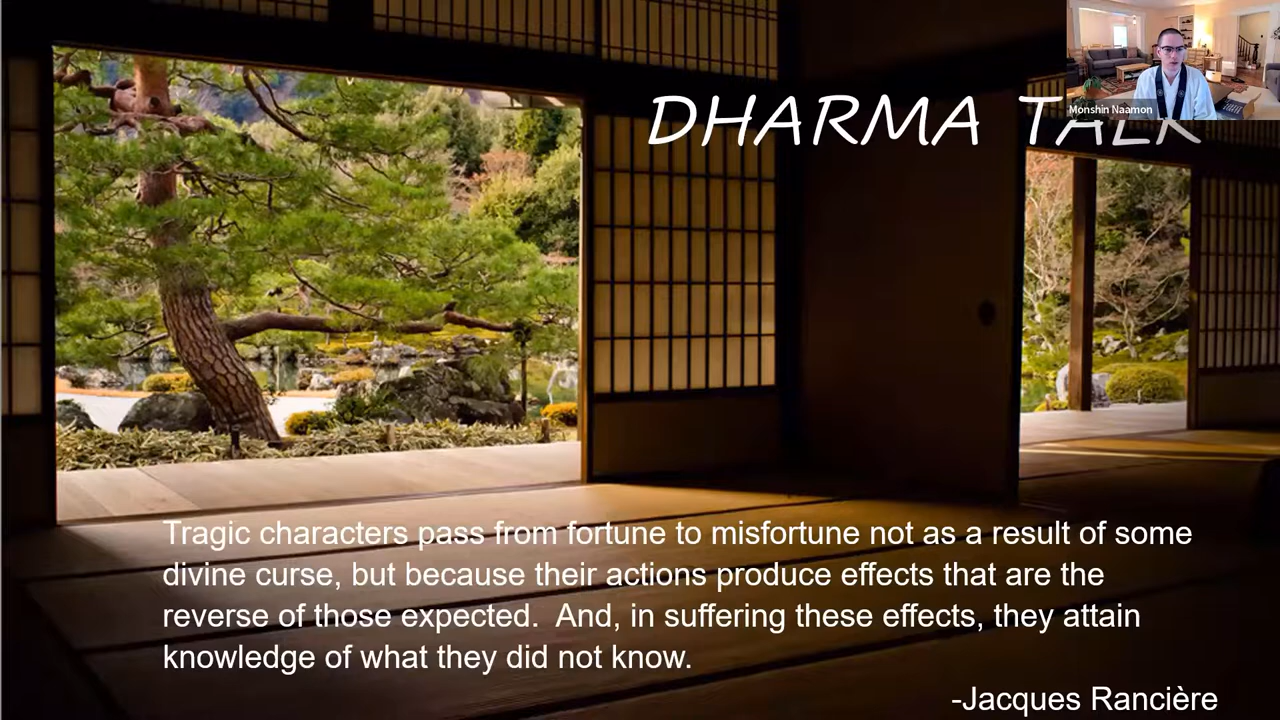 Monshin Naamon
DHARMA TALK
Tragic characters pass from fortune to misfortune not as a result of some
divine curse, but because their actions produce effects that are the
reverse of those expected.  And, in suffering these effects, they attain
knowledge of what they did not know.
-Jacques Rancière